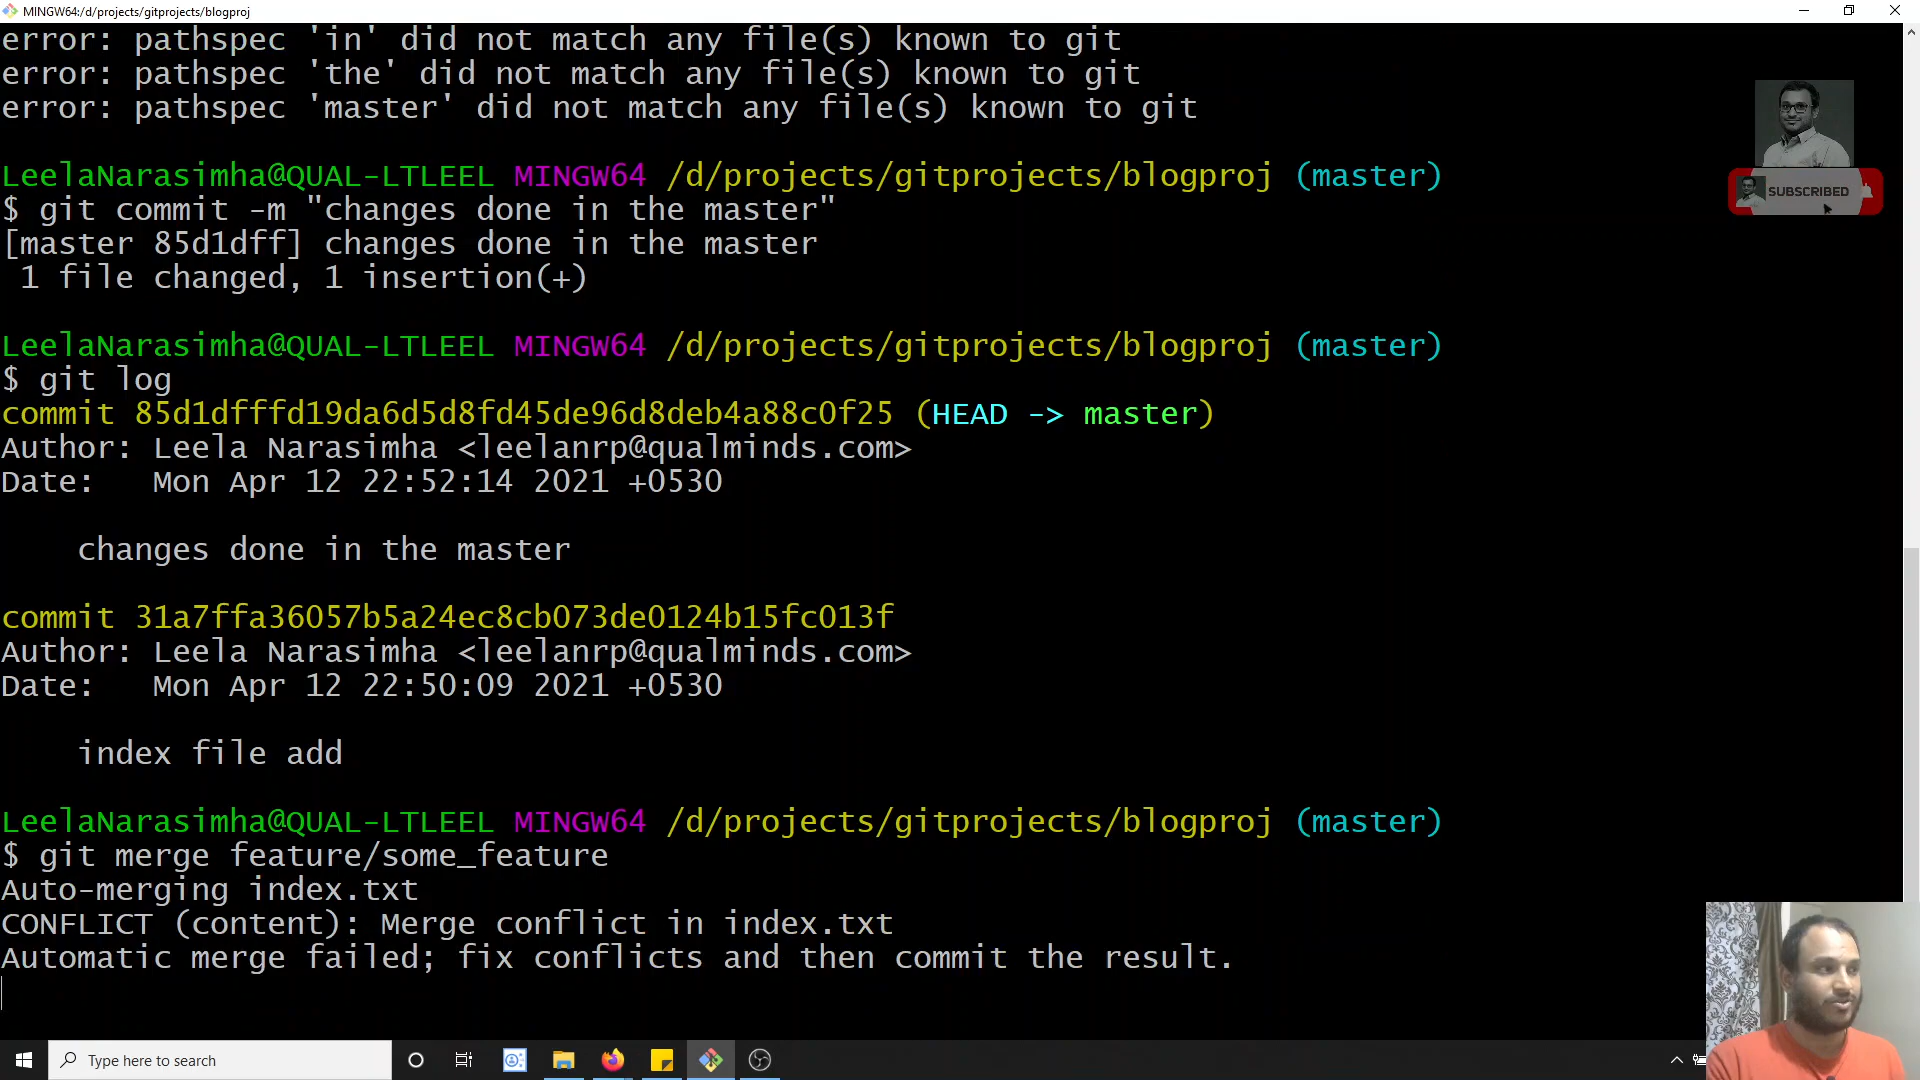 MINGW64:/d/projects/gitprojects/blogproj
error: pathspec 'in' did not match any file(s) known to git
error: pathspec 'the' did not match any file(s) known to git
error: pathspec 'master' did not match any file(s) known to git
LeelaNarasimha@QUAL-LTLEEL MINGW64 /d/projects/gitprojects/blogproj (master)
$ git commit -m "changes done in the master"
[master 85d1dff] changes done in the master
 1 file changed, 1 insertion(+)
SUBSCRIBED
LeelaNarasimha@QUAL-LTLEEL MINGW64 /d/projects/gitprojects/blogproj (master)
$ git log
commit 85d1dfffd19da6d5d8fd45de96d8deb4a88c0f25 (HEAD -> master)
Author: Leela Narasimha <leelanrp@qualminds.com>
Date:   Mon Apr 12 22:52:14 2021 +0530
    changes done in the master
commit 31a7ffa36057b5a24ec8cb073de0124b15fc013f
Author: Leela Narasimha <leelanrp@qualminds.com>
Date:   Mon Apr 12 22:50:09 2021 +0530
    index file add
LeelaNarasimha@QUAL-LTLEEL MINGW64 /d/projects/gitprojects/blogproj (master)
$ git merge feature/some_feature
Auto-merging index.txt
CONFLICT (content): Merge conflict in index.txt
Automatic merge failed; fix conflicts and then commit the result.
Type here to search